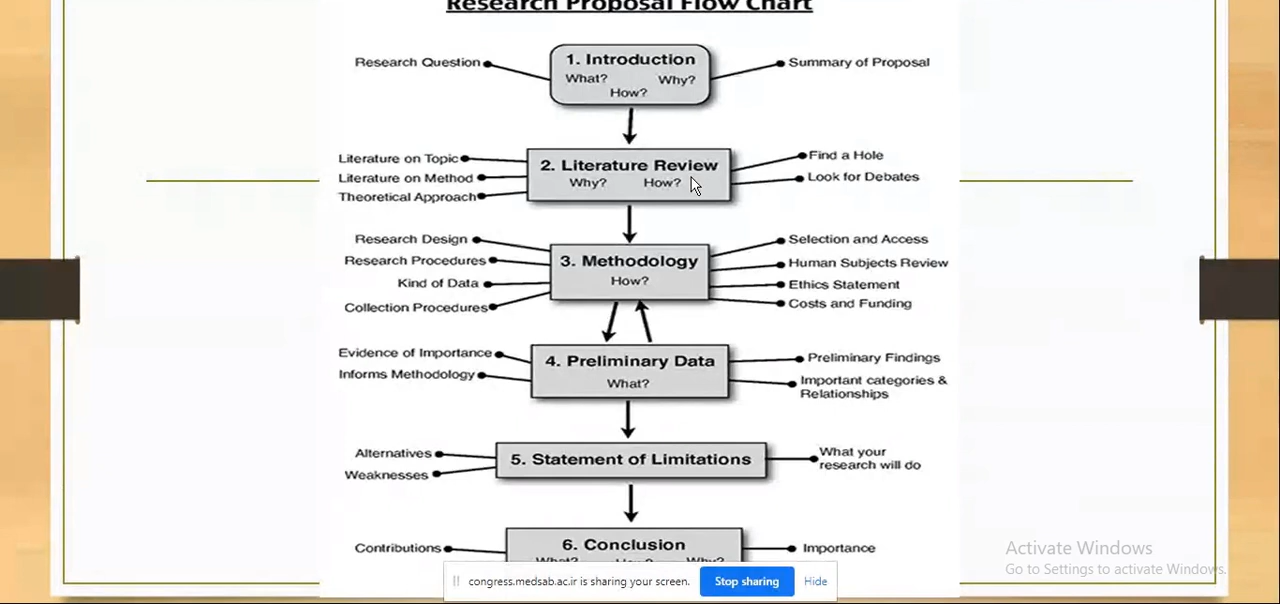 Research Proposal Flow Chart
1. Introduction
Research Question
What?
Why?
How?
Summary of Proposal
2. Literature Review
Why?
How?
Literature on Topic
Literature on Method
Theoretical Approach
Find a Hole
Look for Debates
3. Methodology
How?
Research Design
Research Procedures
Kind of Data
Collection Procedures
Selection and Access
Human Subjects Review
Ethics Statement
Costs and Funding
4. Preliminary Data
What?
Evidence of Importance
Informs Methodology
Preliminary Findings
Important categories &
Relationships
5. Statement of Limitations
Alternatives
Weaknesses
What your
research will do
6. Conclusion
What?
How?
Why?
Contributions
Importance
Activate Windows
Go to Settings to activate Windows.
congress.medsab.ac.ir is sharing your screen.
Stop sharing
Hide